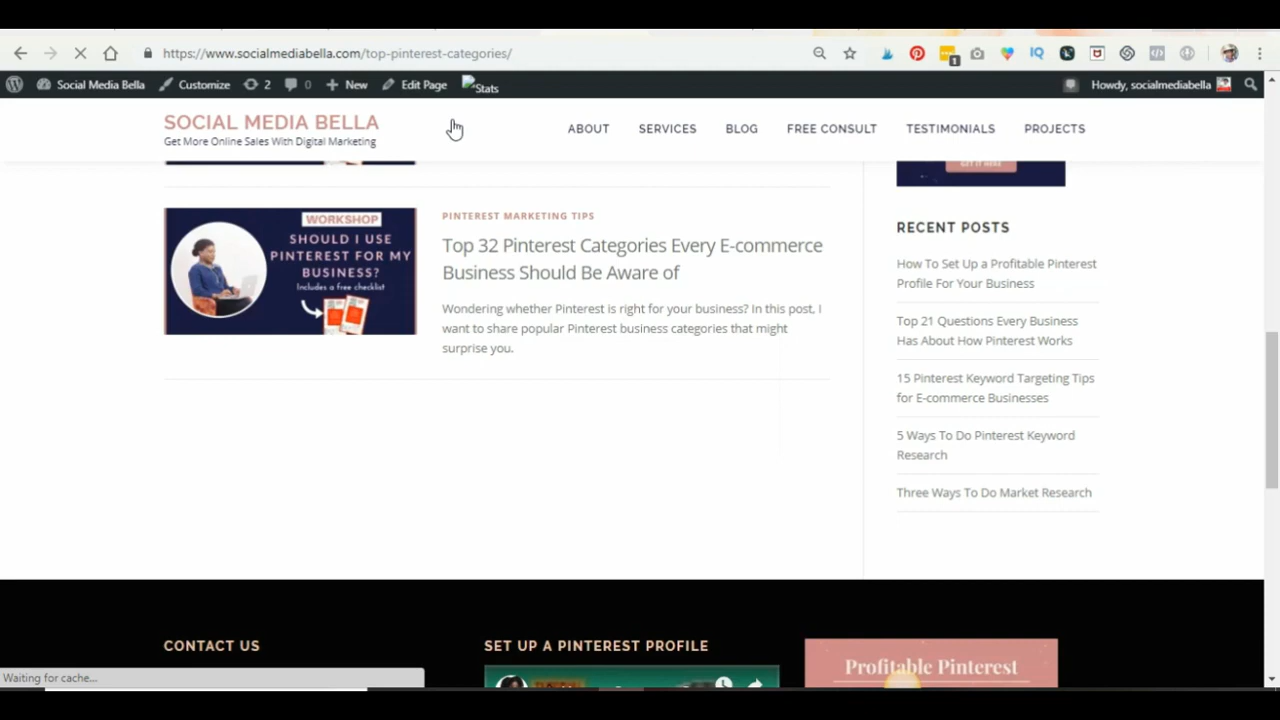 https://www.socialmediabella.com/top-pinterest-categories/
1
Social Media Bella
Customize
2
0
New
Edit Page
Stats
Howdy, socialmediabella
SOCIAL MEDIA BELLA
Get More Online Sales With Digital Marketing
ABOUT
SERVICES
BLOG
FREE CONSULT
TESTIMONIALS
PROJECTS
GET IT HERE
WORKSHOP
SHOULD I USE
PINTEREST FOR MY
BUSINESS?
Includes a free checklist
PINTEREST MARKETING TIPS
Top 32 Pinterest Categories Every E-commerce
Business Should Be Aware of
Wondering whether Pinterest is right for your business? In this post, I
want to share popular Pinterest business categories that might
surprise you.
RECENT POSTS
How To Set Up a Profitable Pinterest
Profile For Your Business
Top 21 Questions Every Business
Has About How Pinterest Works
15 Pinterest Keyword Targeting Tips
for E-commerce Businesses
5 Ways To Do Pinterest Keyword
Research
Three Ways To Do Market Research
CONTACT US
SET UP A PINTEREST PROFILE
Profitable Pinterest
Waiting for cache...